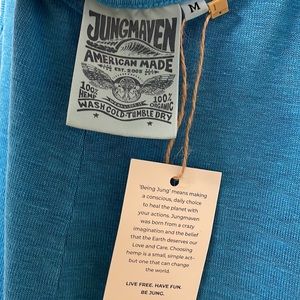 JUNGMAVEN
M
AMERICAN MADE
EST. 2005
100%
HEMP
100%
ORGANIC
WASH COLD-TUMBLE DRY
'Being Jung' means making
a conscious, daily choice
to heal the planet with
your actions. Jungmaven
was born from a crazy
imagination and the belief
that the Earth deserves our
Love and Care. Choosing
hemp is a small, simple act-
but one that can change
the world.
LIVE FREE. HAVE FUN.
BE JUNG.